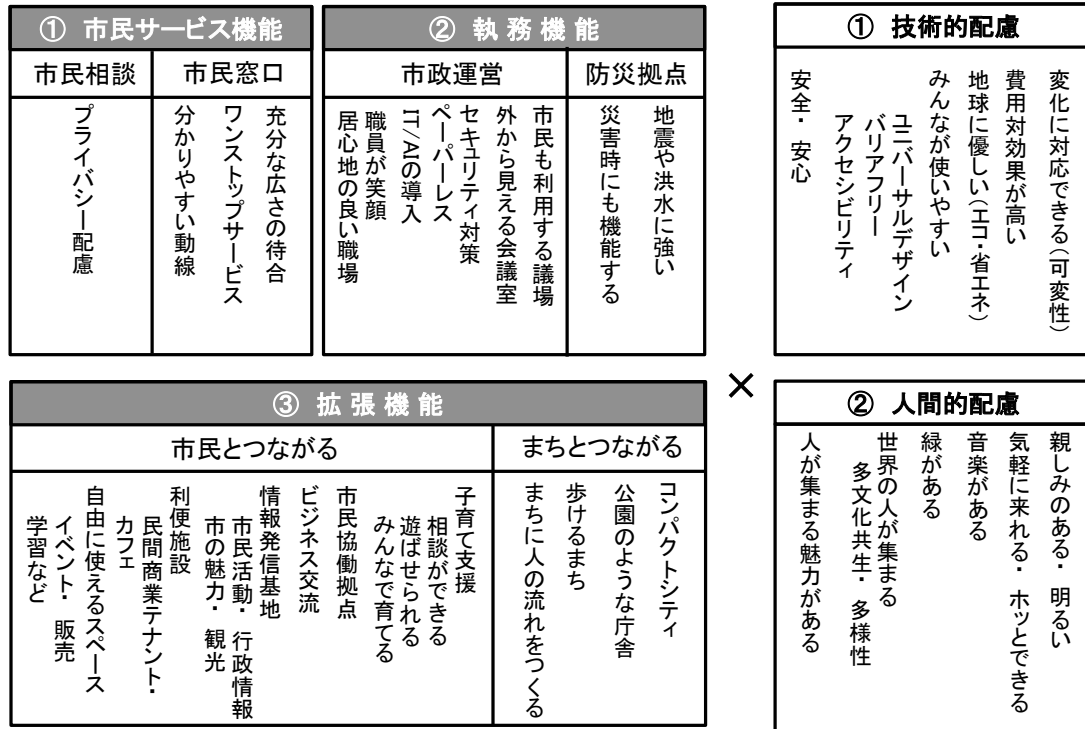 ① 市民サービス機能
市民相談
プライバシー配慮
市民窓口
充分な広さの待合
ワンストップサービス
分かりやすい動線
② 執務機能
市政運営
市民も利用する議場
外から見える会議室
セキュリティ対策
ペーパーレス
IT/AIの導入
職員が笑顔
居心地の良い職場
防災拠点
地震や洪水に強い
災害時にも機能する
③ 拡張機能
市民とつながる
子育て支援
相談ができる
遊ばせられる
みんなで育てる
市民協働拠点
ビジネス交流
情報発信基地
市民活動・行政情報
市の魅力・観光
利便施設
民間商業テナント・
カフェ
自由に使えるスペース
イベント・販売
学習など
まちとつながる
コンパクトシティ
公園のような庁舎
歩けるまち
まちに人の流れをつくる
×
① 技術的配慮
変化に対応できる(可変性)
費用対効果が高い
地球に優しい(エコ・省エネ)
みんなが使いやすい
ユニバーサルデザイン
バリアフリー
アクセシビリティ
安全・安心
② 人間的配慮
親しみのある・明るい
気軽に来れる・ホッとできる
音楽がある
緑がある
世界の人が集まる
多文化共生・多様性
人が集まる魅力がある